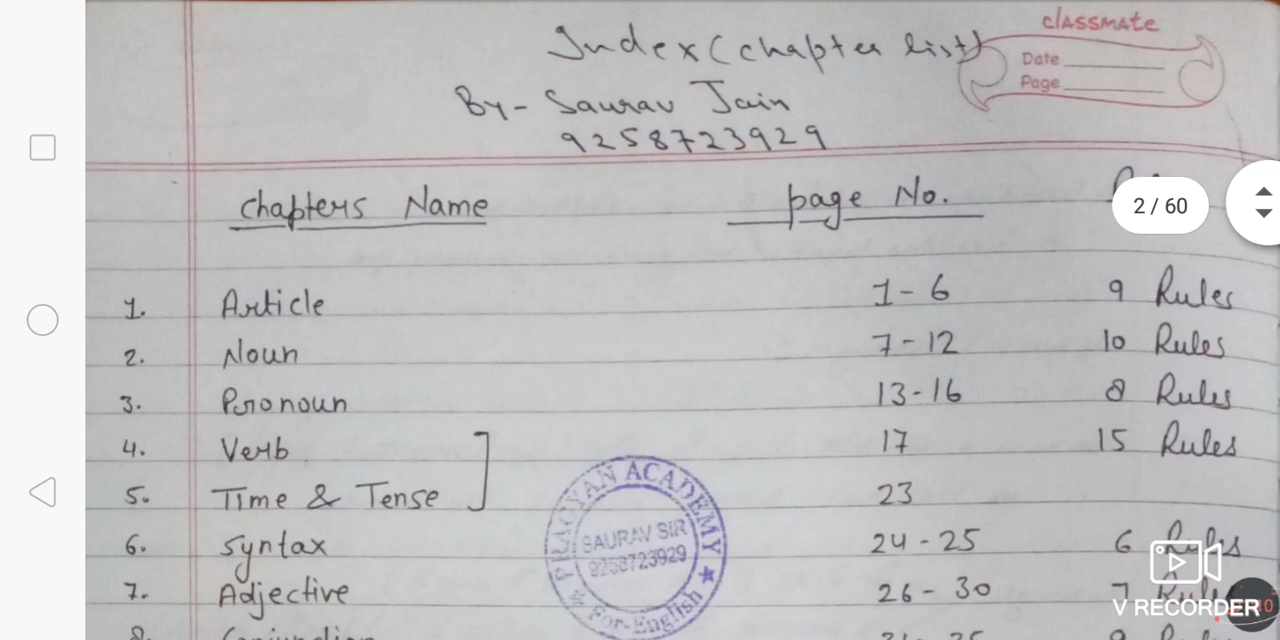 classmate
Index (chapter list)
Date
Page
By- Saurav Jain
9258723929
Chapters Name page No.
2 / 60
1. Article 1-6 9 Rules
2. Noun 7-12 10 Rules
3. Pronoun 13-16 8 Rules
4. Verb 17 15 Rules
5. Time & Tense 23
6. Syntax 24-25 6 Rules
7. Adjective 26-30 7 Rules
PRAGYAN ACADEMY
SAURAV SIR
9258723929
For-English
V RECORDER